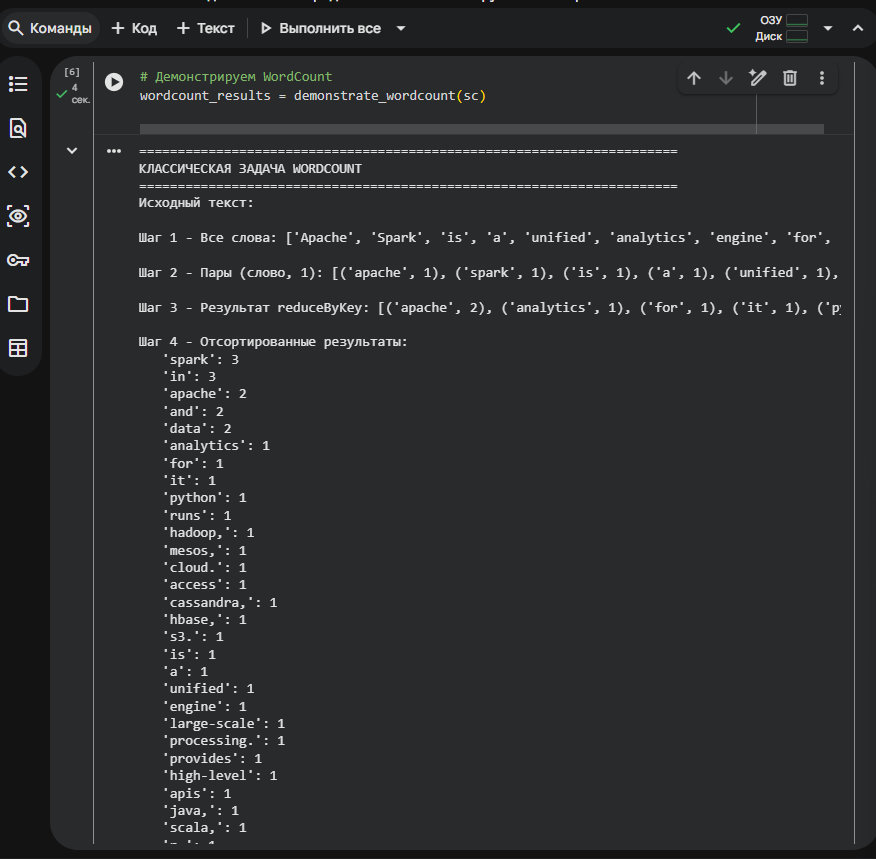 Команды + Код + Текст Выполнить все ОЗУ Диск
[6] 4 сек.
# Демонстрируем WordCount
wordcount_results = demonstrate_wordcount(sc)
======================================================================
КЛАССИЧЕСКАЯ ЗАДАЧА WORDCOUNT
======================================================================
Исходный текст:
Шаг 1 - Все слова: ['Apache', 'Spark', 'is', 'a', 'unified', 'analytics', 'engine', 'for',
Шаг 2 - Пары (слово, 1): [('apache', 1), ('spark', 1), ('is', 1), ('a', 1), ('unified', 1),
Шаг 3 - Результат reduceByKey: [('apache', 2), ('analytics', 1), ('for', 1), ('it', 1), ('py
Шаг 4 - Отсортированные результаты:
'spark': 3
'in': 3
'apache': 2
'and': 2
'data': 2
'analytics': 1
'for': 1
'it': 1
'python': 1
'runs': 1
'hadoop,': 1
'mesos,': 1
'cloud.': 1
'access': 1
'cassandra,': 1
'hbase,': 1
's3.': 1
'is': 1
'a': 1
'unified': 1
'engine': 1
'large-scale': 1
'processing.': 1
'provides': 1
'high-level': 1
'apis': 1
'java,': 1
'scala,': 1